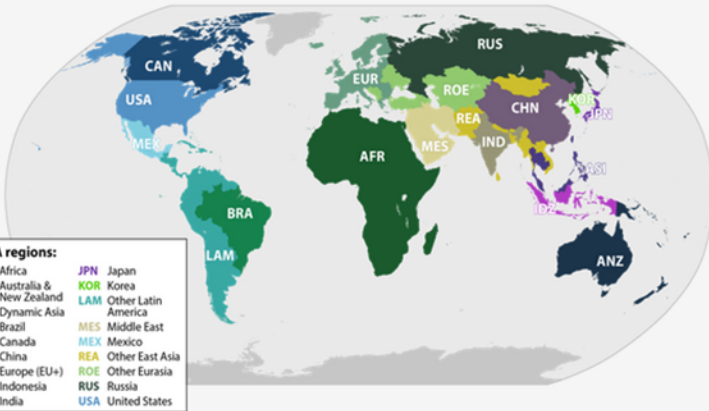 RUS
CAN
EUR
ROE
USA
CHN
KOR
JPN
REA
MEX
MES
IND
AFR
ASI
IDZ
BRA
LAM
ANZ
regions:
Africa
Australia &
New Zealand
Dynamic Asia
Brazil
Canada
China
Europe (EU+)
Indonesia
India
JPN Japan
KOR Korea
LAM Other Latin
America
MES Middle East
MEX Mexico
REA Other East Asia
ROE Other Eurasia
RUS Russia
USA United States